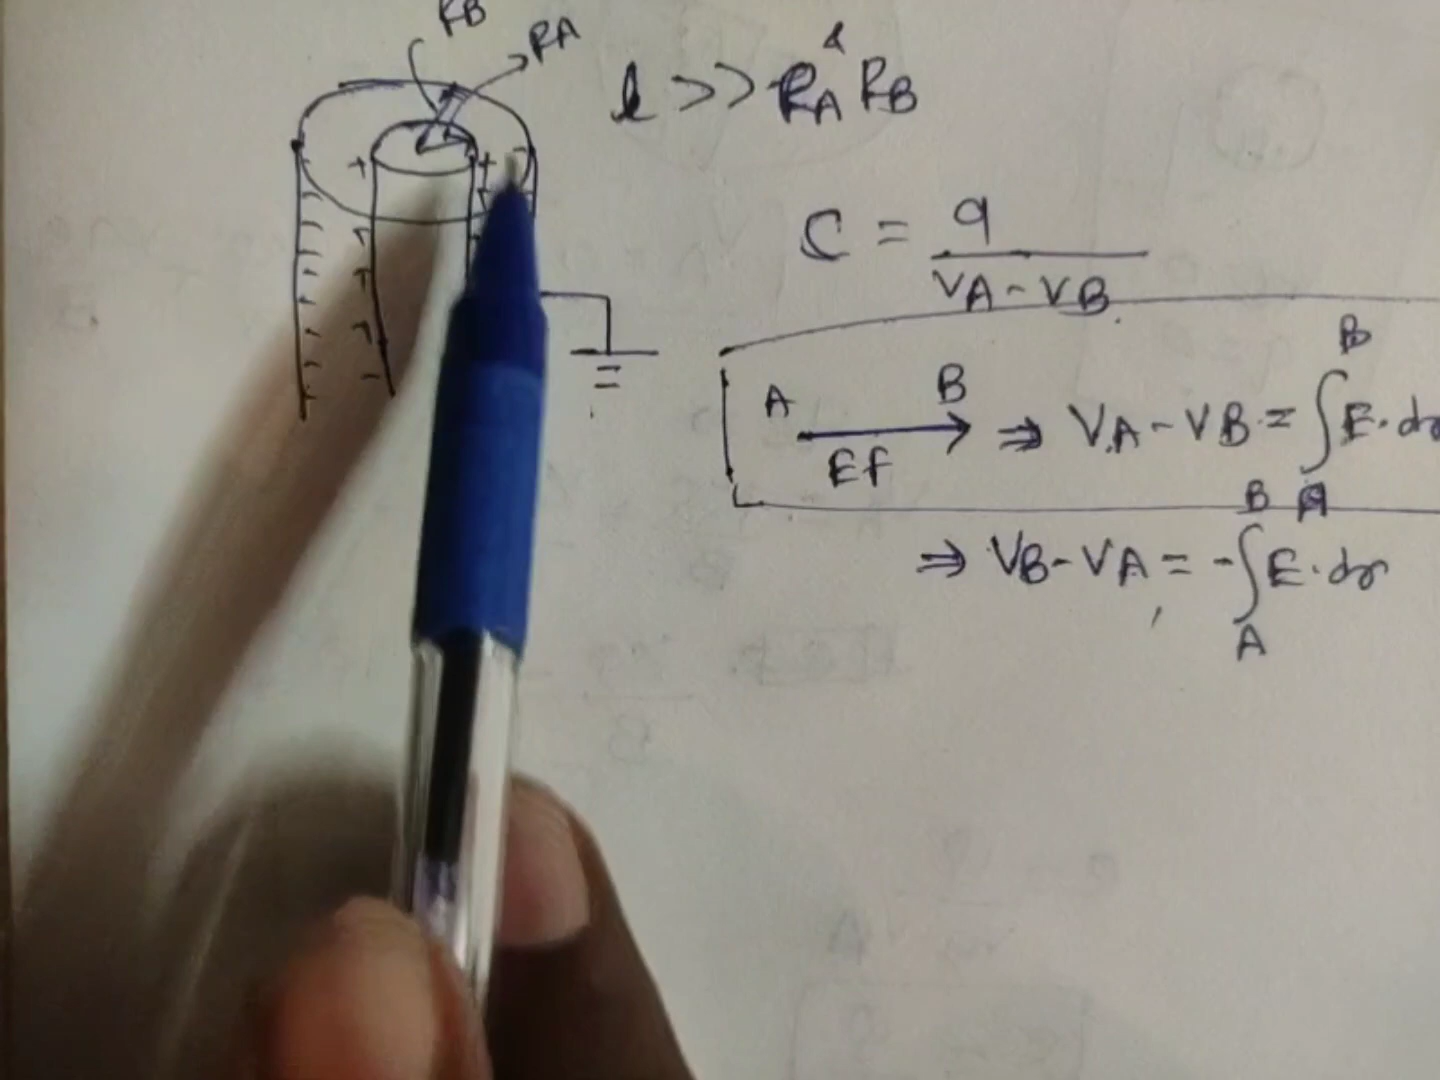 RB
RA
l >> RA & RB
C = q / VA - VB
A B ⇒ VA - VB = ∫ E. dr
B
EF
A
⇒ VB - VA = - ∫ E. dr
B
A